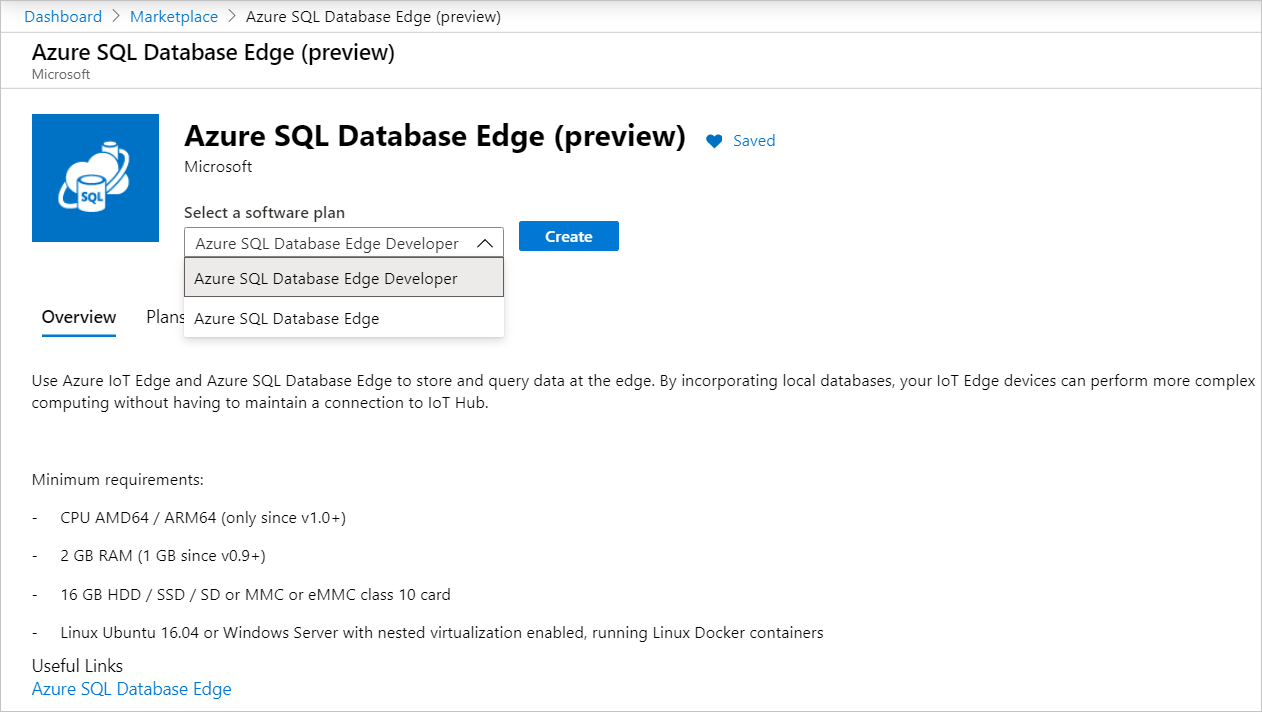 Dashboard > Marketplace > Azure SQL Database Edge (preview)
Azure SQL Database Edge (preview)
Microsoft
SQL
Azure SQL Database Edge (preview)
Saved
Microsoft
Select a software plan
Azure SQL Database Edge Developer
Create
Azure SQL Database Edge Developer
Overview
Plans
Azure SQL Database Edge
Use Azure IoT Edge and Azure SQL Database Edge to store and query data at the edge. By incorporating local databases, your IoT Edge devices can perform more complex
computing without having to maintain a connection to IoT Hub.
Minimum requirements:
- CPU AMD64 / ARM64 (only since v1.0+)
- 2 GB RAM (1 GB since v0.9+)
- 16 GB HDD / SSD / SD or MMC or eMMC class 10 card
- Linux Ubuntu 16.04 or Windows Server with nested virtualization enabled, running Linux Docker containers
Useful Links
Azure SQL Database Edge